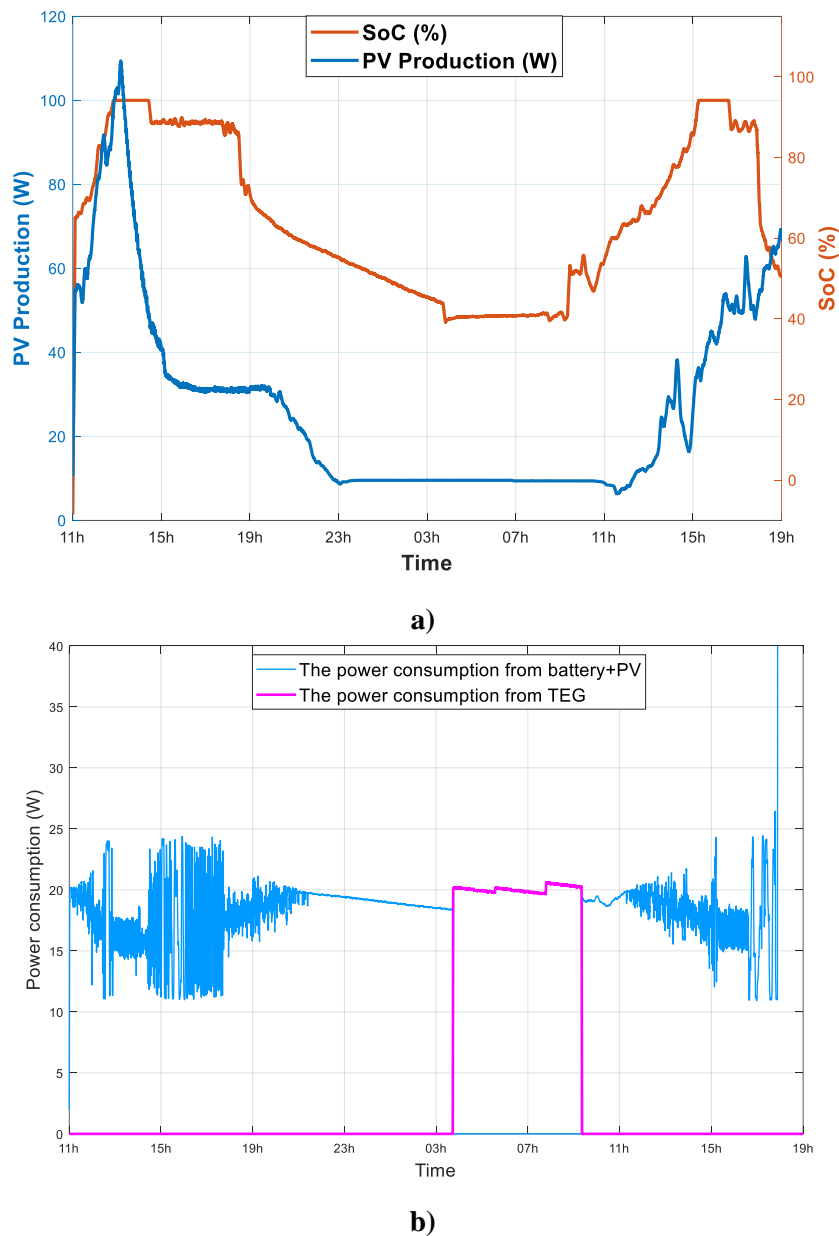 120
100
80
60
40
20
0
PV Production (W)
SoC (%)
PV Production (W)
100
80
60
40
20
0
SoC (%)
11h 15h 19h 23h 03h 07h 11h 15h 19h
Time
a)
40
35
30
25
20
15
10
5
0
Power consumption (W)
The power consumption from battery+PV
The power consumption from TEG
11h 15h 19h 23h 03h 07h 11h 15h 19h
Time
b)